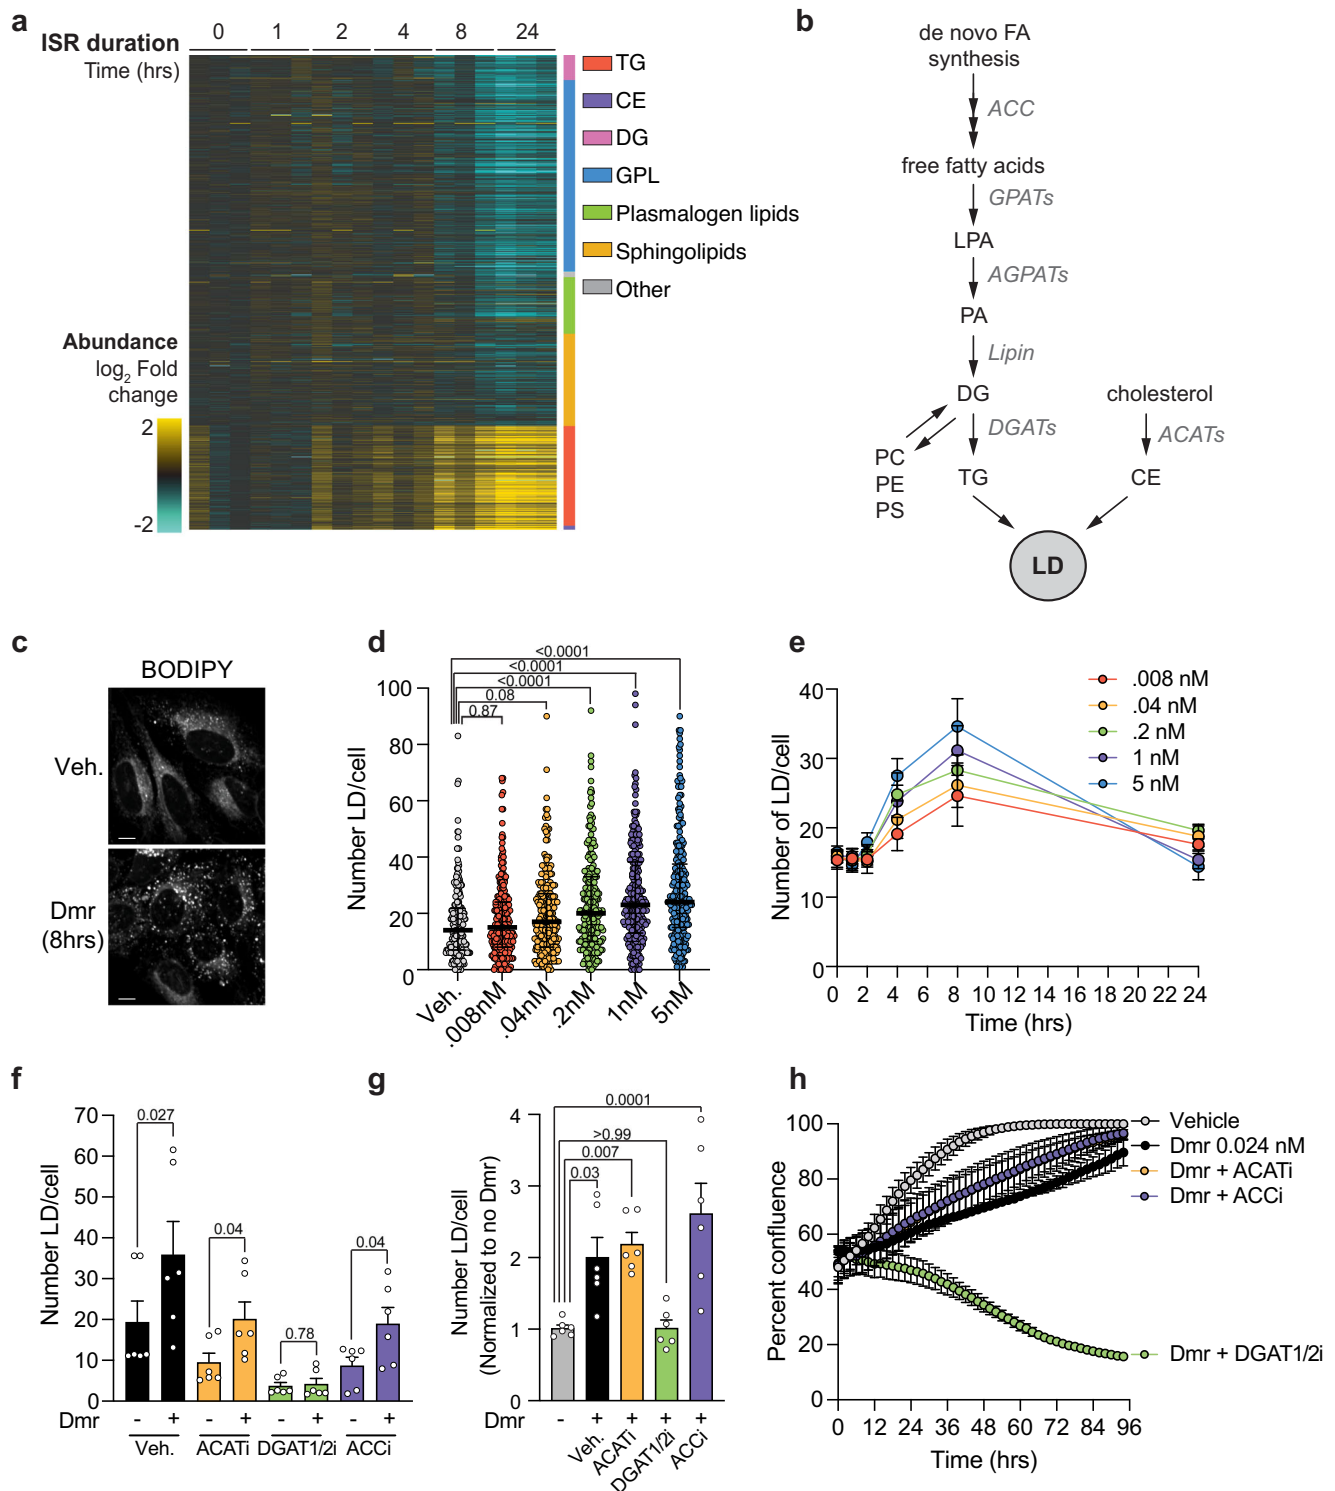 a
ISR duration
Time (hrs)
0 1 2 4 8 24
TG
CE
DG
GPL
Plasmalogen lipids
Sphingolipids
Other
Abundance
log2 Fold
change
2
-2
b
de novo FA
synthesis
ACC
free fatty acids
GPATs
LPA
AGPATs
PA
Lipin
DG
cholesterol
DGATs
ACATs
PC
PE
PS
TG
CE
LD
c
BODIPY
Veh.
Dmr
(8hrs)
d
<0.0001
<0.0001
<0.0001
0.08
0.87
Number LD/cell
100
80
60
40
20
0
Veh.
.008nM
.04nM
.2nM
1nM
5nM
e
Number of LD/cell
40
30
20
10
0
.008 nM
.04 nM
.2 nM
1 nM
5 nM
0 2 4 6 8 10 12 14 16 18 20 22 24
Time (hrs)
f
Number LD/cell
70
60
50
40
30
20
10
0
0.027
0.04
0.78
0.04
Dmr - + - + - + - +
Veh. ACATi DGAT1/2i ACCi
g
Number LD/cell
(Normalized to no Dmr)
4
3
2
1
0
0.0001
>0.99
0.007
0.03
Dmr - + + + +
Veh.
ACATi
DGAT1/2i
ACCi
h
Percent confluence
100
80
60
40
20
0
Vehicle
Dmr 0.024 nM
Dmr + ACATi
Dmr + ACCi
Dmr + DGAT1/2i
0 12 24 36 48 60 72 84 96
Time (hrs)